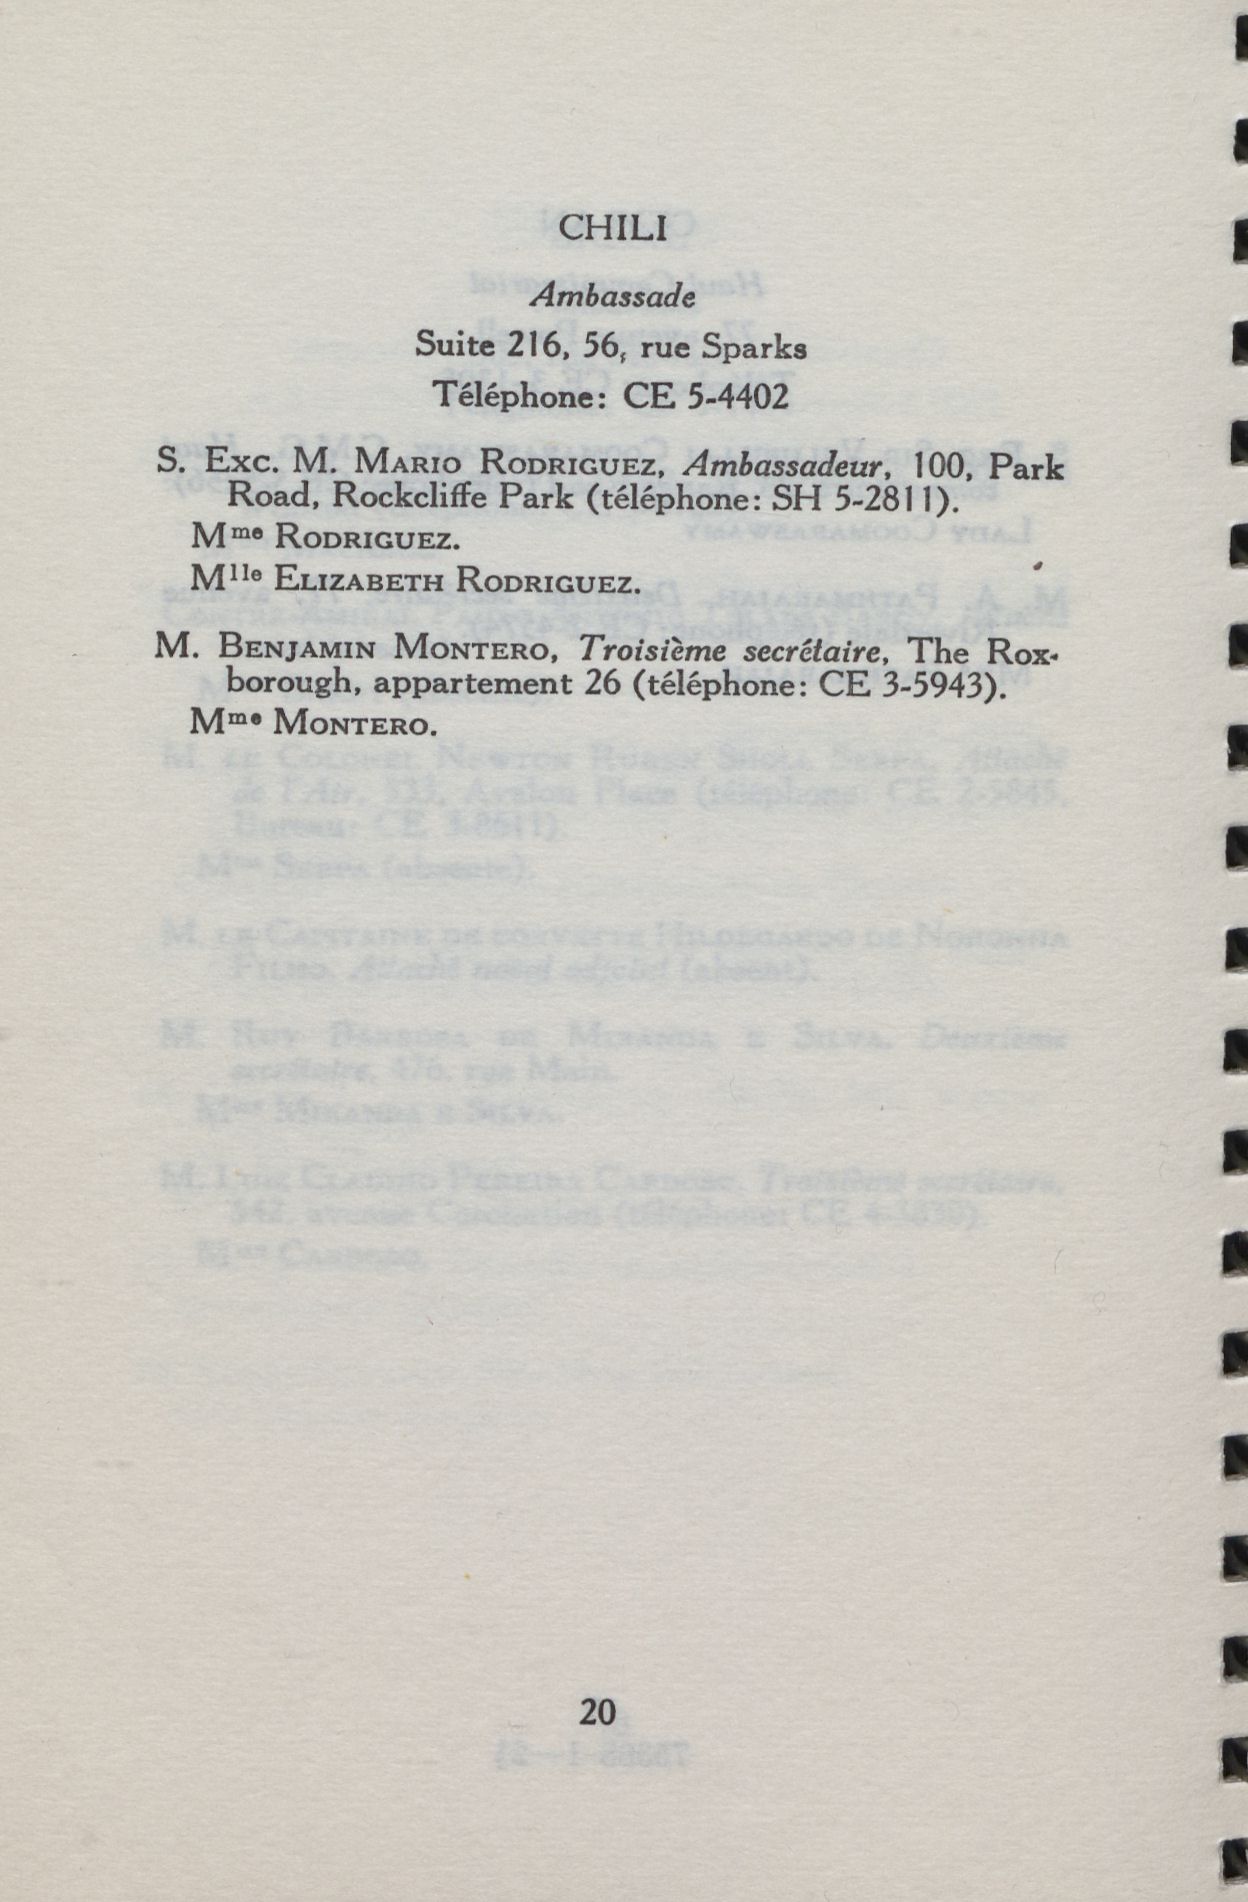 CHILI
Ambassade
Suite 216, 56, rue Sparks
Téléphone: CE 5-4402
S. Exc. M. Mario Rodriguez, Ambassadeur, 100, Park
Road, Rockcliffe Park (téléphone: SH 5-2811).
Mme Rodriguez.
Mlle Elizabeth Rodriguez.
M. Benjamin Montero, Troisième secrétaire, The Rox-
borough, appartement 26 (téléphone: CE 3-5943).
Mme Montero.
20